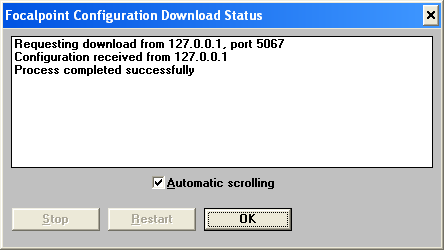 Focalpoint Configuration Download Status
Requesting download from 127.0.0.1, port 5067
Configuration received from 127.0.0.1
Process completed successfully
Automatic scrolling
Stop Restart OK